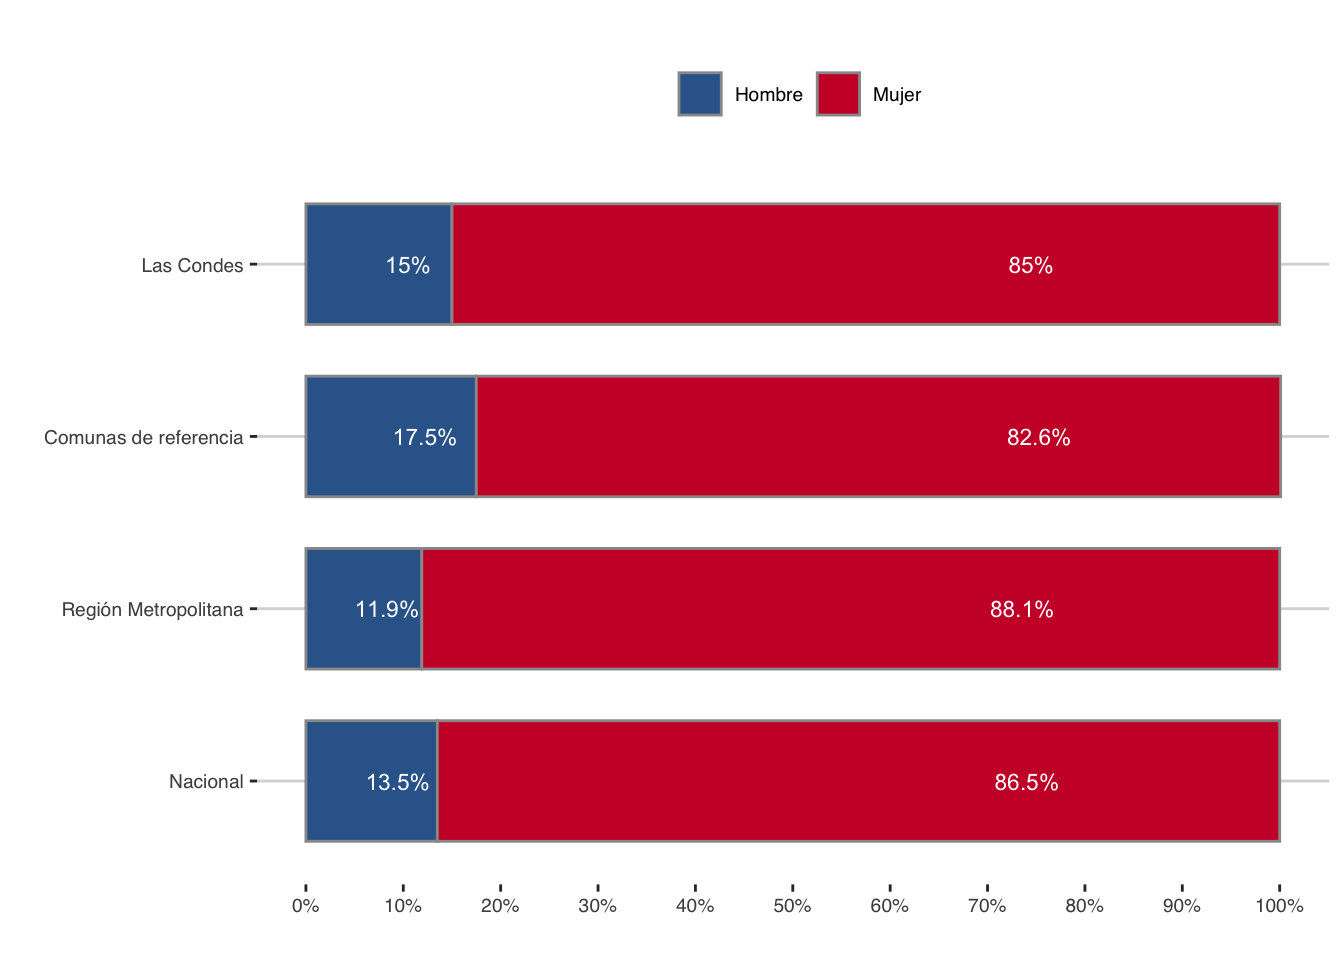 Hombre Mujer
Las Condes 15% 85%
Comunas de referencia 17.5% 82.6%
Región Metropolitana 11.9% 88.1%
Nacional 13.5% 86.5%
0% 10% 20% 30% 40% 50% 60% 70% 80% 90% 100%